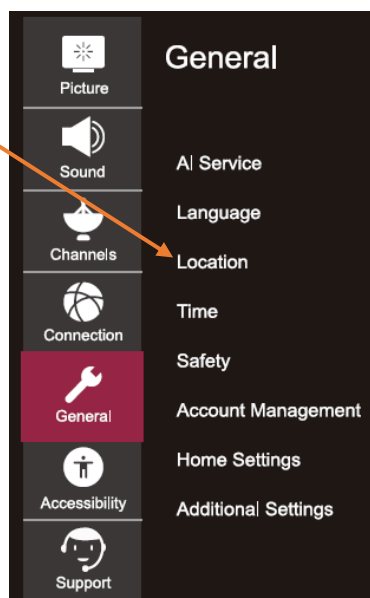 Picture
Sound
Channels
Connection
General
Accessibility
Support
General
AI Service
Language
Location
Time
Safety
Account Management
Home Settings
Additional Settings